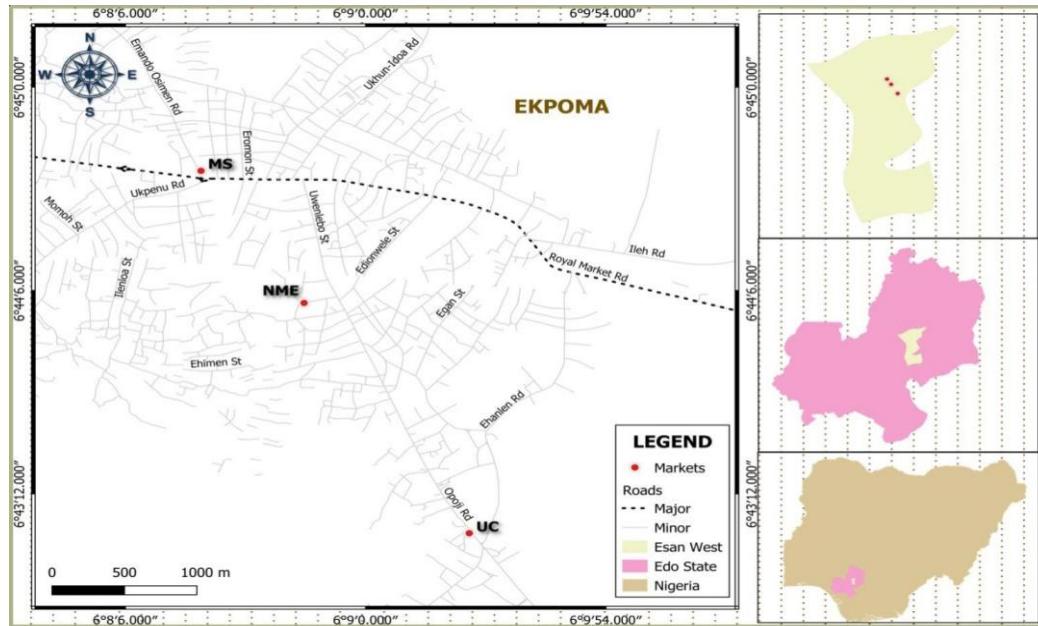 6°8′6.000″ 6°9′0.000″ 6°9′54.000″
6°45′0.000″
6°45′0.000″
N
W E
S
Emando Osimen Rd
Ukhun-Idoa Rd
EKPOMA
Eromon St
MS
Ukpenu Rd
Momoh St
Uwenlebo St
Edionwele St
Ileh Rd
Royal Market Rd
Ilenloa St
6°44′6.000″
6°44′6.000″
NME
Egan St
Ehimen St
Ehanlen Rd
LEGEND
Markets
Roads
Major
Minor
Esan West
Edo State
Nigeria
6°43′12.000″
6°43′12.000″
Opoji Rd
UC
0 500 1000 m
6°8′6.000″ 6°9′0.000″ 6°9′54.000″